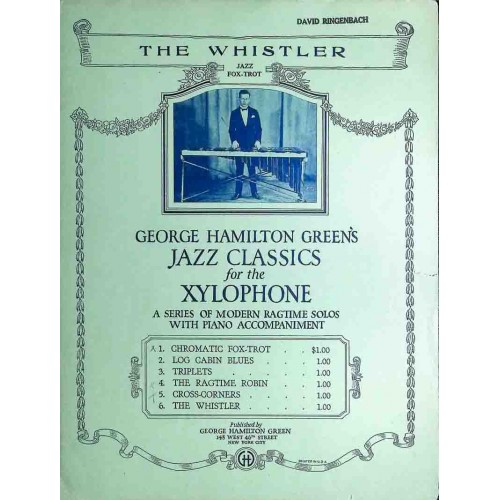 DAVID RINGENBACH
THE WHISTLER
JAZZ
FOX-TROT
GEORGE HAMILTON GREEN'S
JAZZ CLASSICS
for the
XYLOPHONE
A SERIES OF MODERN RAGTIME SOLOS
WITH PIANO ACCOMPANIMENT
1. CHROMATIC FOX-TROT . . $1.00
2. LOG CABIN BLUES . . . 1.00
3. TRIPLETS . . . . . 1.00
4. THE RAGTIME ROBIN . . 1.00
5. CROSS-CORNERS . . . 1.00
6. THE WHISTLER . . . . 1.00
Published by
GEORGE HAMILTON GREEN
NEW YORK CITY